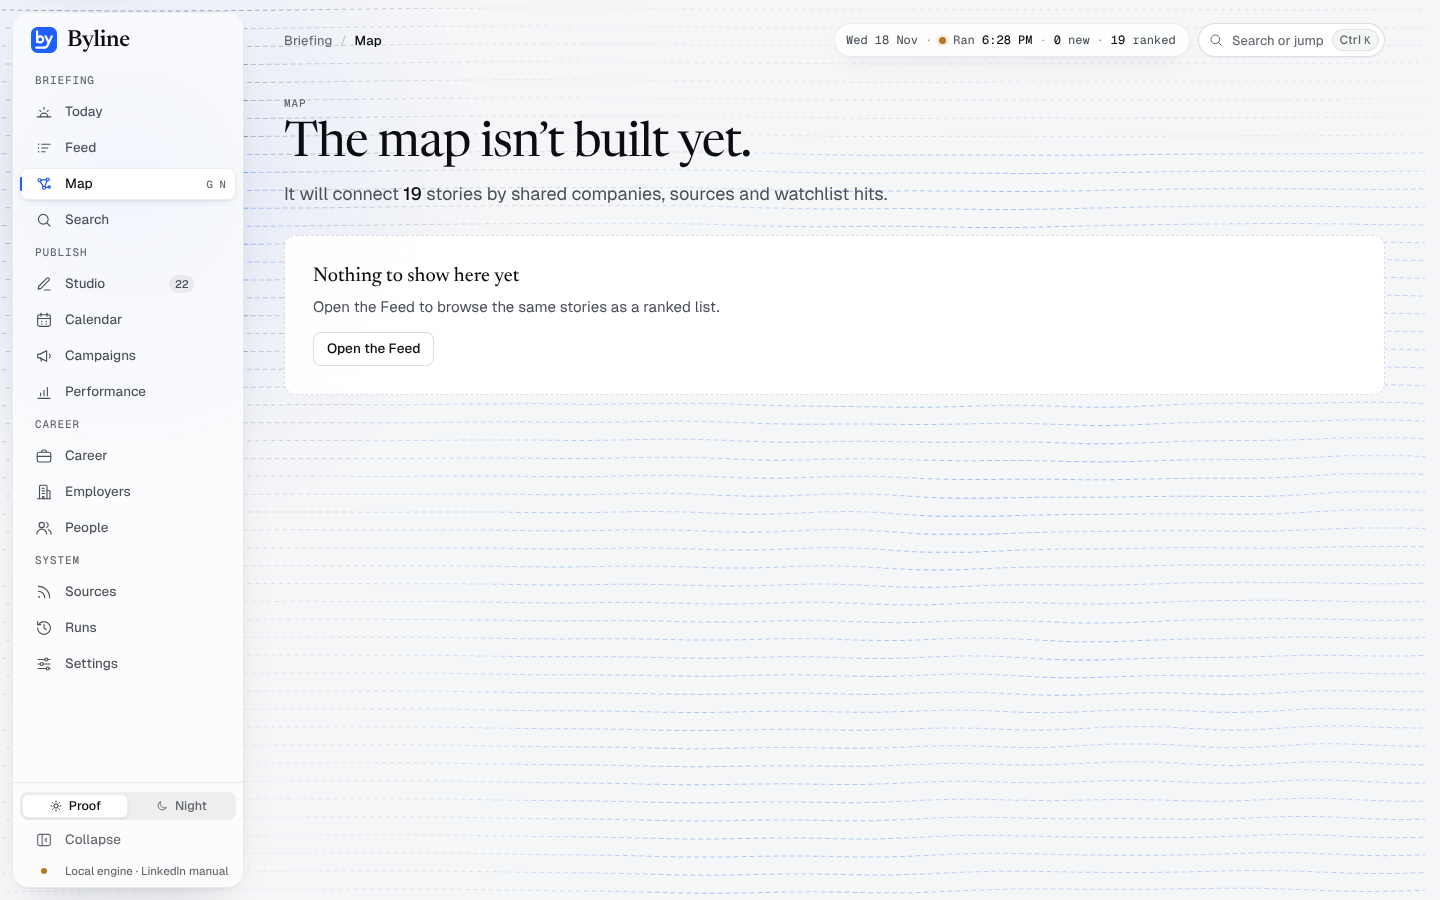 by Byline
BRIEFING
Today
Feed
Map G N
Search
PUBLISH
Studio 22
Calendar
Campaigns
Performance
CAREER
Career
Employers
People
SYSTEM
Sources
Runs
Settings
Proof Night
Collapse
Local engine · LinkedIn manual
Briefing / Map
Wed 18 Nov · Ran 6:28 PM · 0 new · 19 ranked
Search or jump Ctrl K
MAP
The map isn’t built yet.
It will connect 19 stories by shared companies, sources and watchlist hits.
Nothing to show here yet
Open the Feed to browse the same stories as a ranked list.
Open the Feed